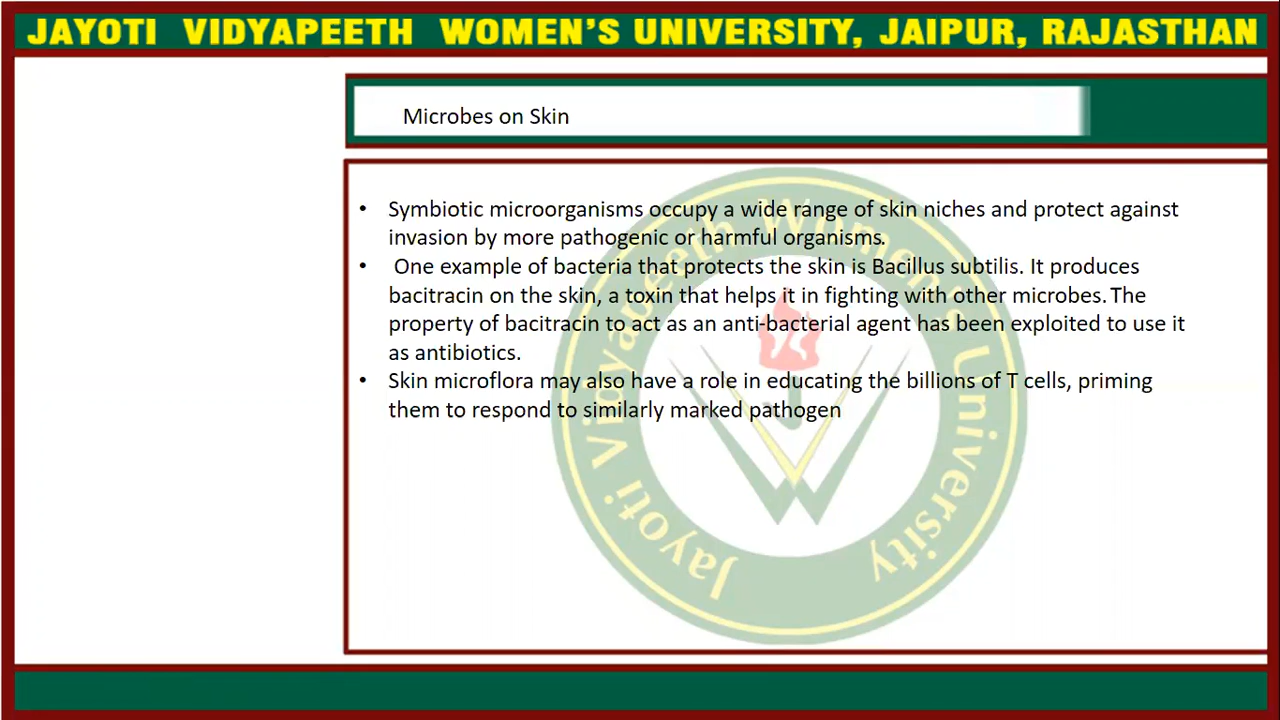 JAYOTI VIDYAPEETH WOMEN'S UNIVERSITY, JAIPUR, RAJASTHAN
Microbes on Skin
• Symbiotic microorganisms occupy a wide range of skin niches and protect against
invasion by more pathogenic or harmful organisms.
• One example of bacteria that protects the skin is Bacillus subtilis. It produces
bacitracin on the skin, a toxin that helps it in fighting with other microbes. The
property of bacitracin to act as an anti-bacterial agent has been exploited to use it
as antibiotics.
• Skin microflora may also have a role in educating the billions of T cells, priming
them to respond to similarly marked pathogen
Jayoti Vidyapeeth Women's University